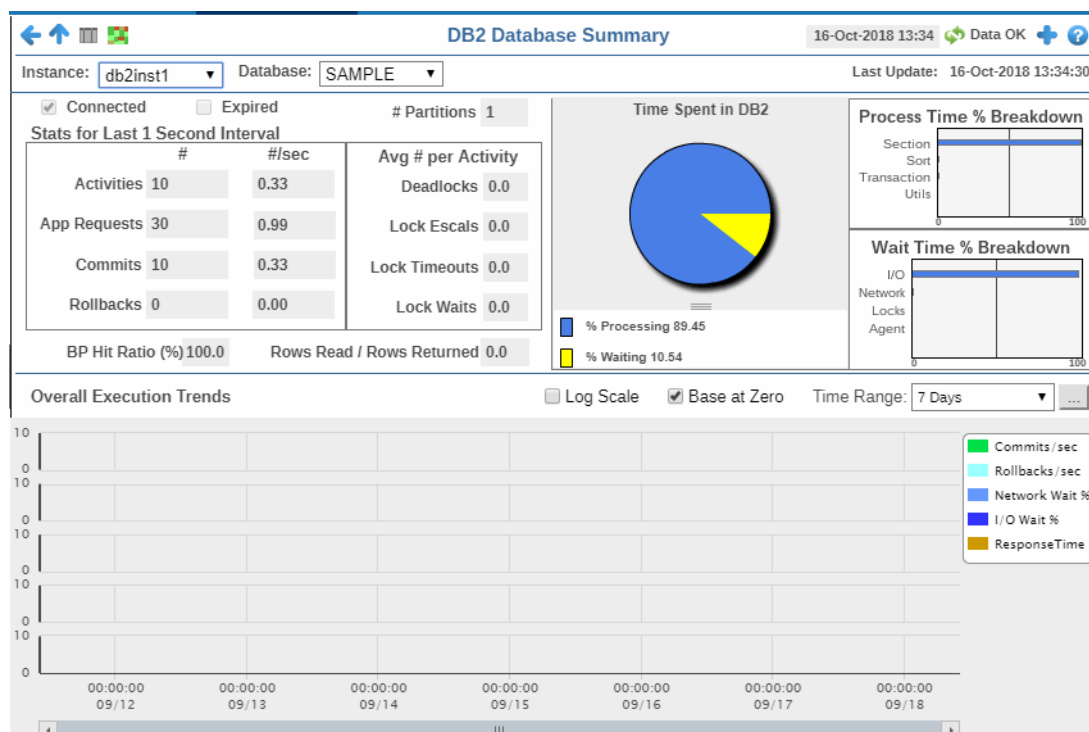 DB2 Database Summary 16-Oct-2018 13:34 Data OK
Instance: db2inst1 Database: SAMPLE Last Update: 16-Oct-2018 13:34:30
Connected Expired # Partitions 1
Stats for Last 1 Second Interval
# #/sec
Activities 10 0.33
App Requests 30 0.99
Commits 10 0.33
Rollbacks 0 0.00
Avg # per Activity
Deadlocks 0.0
Lock Escals 0.0
Lock Timeouts 0.0
Lock Waits 0.0
BP Hit Ratio (%) 100.0 Rows Read / Rows Returned 0.0
Time Spent in DB2
% Processing 89.45
% Waiting 10.54
Process Time % Breakdown
Section
Sort
Transaction
Utils
0 100
Wait Time % Breakdown
I/O
Network
Locks
Agent
0 100
Overall Execution Trends Log Scale Base at Zero Time Range: 7 Days ...
10
0
10
0
10
0
10
0
10
0
00:00:00 00:00:00 00:00:00 00:00:00 00:00:00 00:00:00 00:00:00
09/12 09/13 09/14 09/15 09/16 09/17 09/18
Commits/sec
Rollbacks/sec
Network Wait %
I/O Wait %
ResponseTime